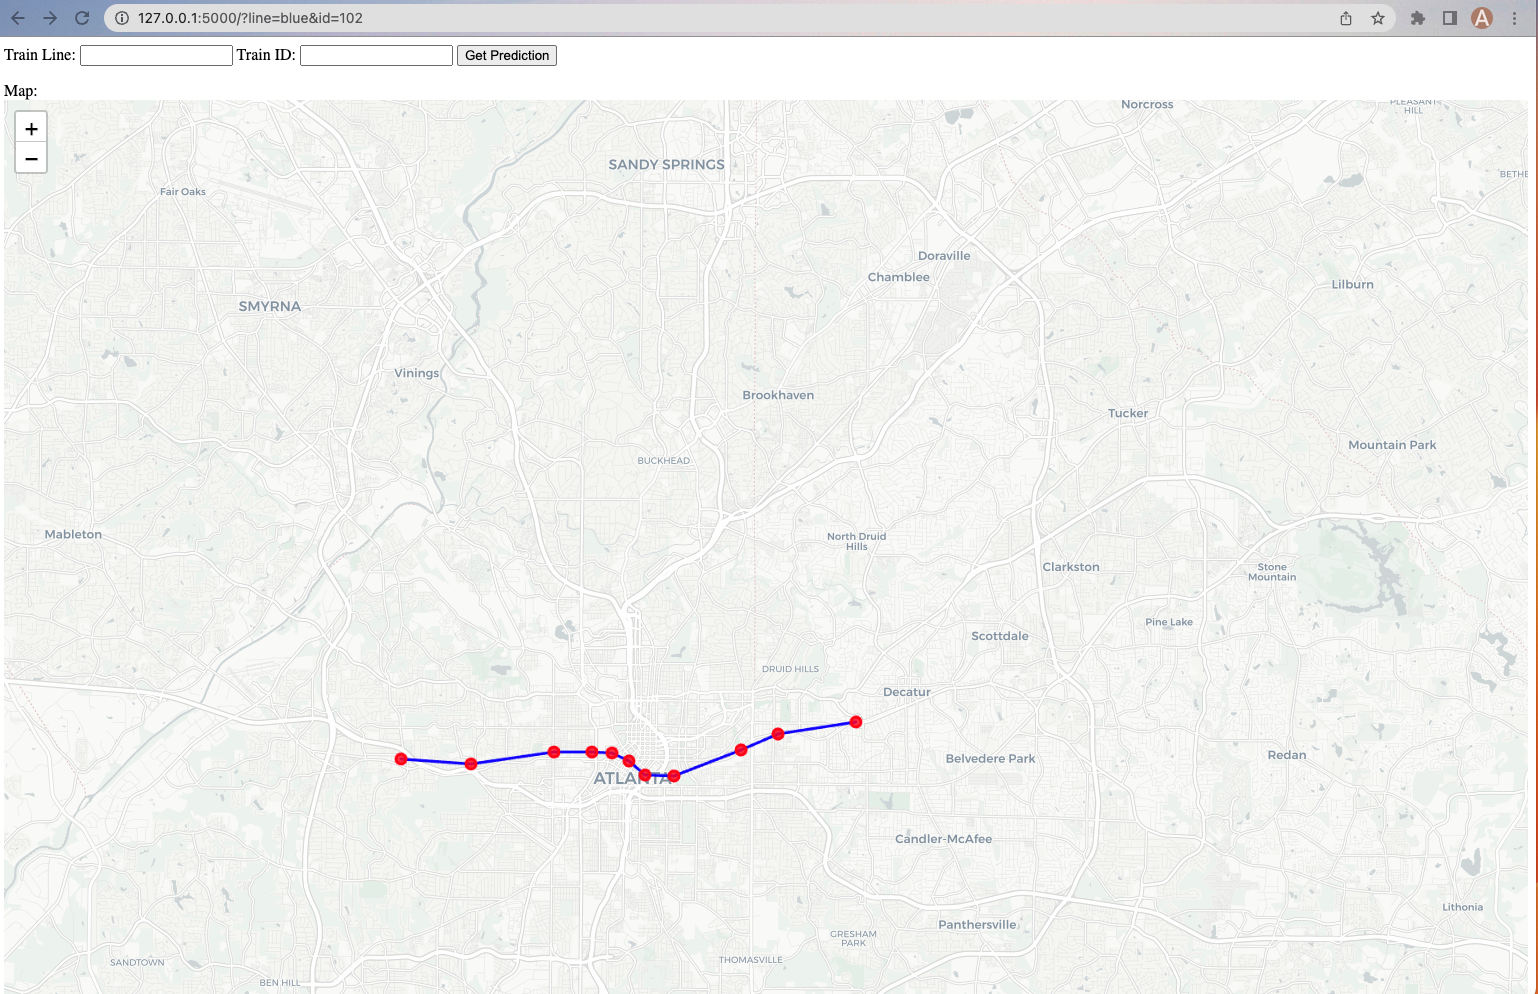 127.0.0.1:5000/?line=blue&id=102
A
Train Line: Train ID: Get Prediction
Map:
+
−
Norcross
PLEASANT
HILL
SANDY SPRINGS
BETHE
Fair Oaks
Doraville
Chamblee
Lilburn
SMYRNA
Vinings
Brookhaven
Tucker
Mountain Park
BUCKHEAD
Mableton
North Druid
Hills
Clarkston
Stone
Mountain
Pine Lake
Scottdale
DRUID HILLS
Decatur
Belvedere Park
Redan
ATLANTA
Candler-McAfee
Lithonia
Panthersville
GRESHAM
PARK
SANDTOWN
THOMASVILLE
BEN HILL